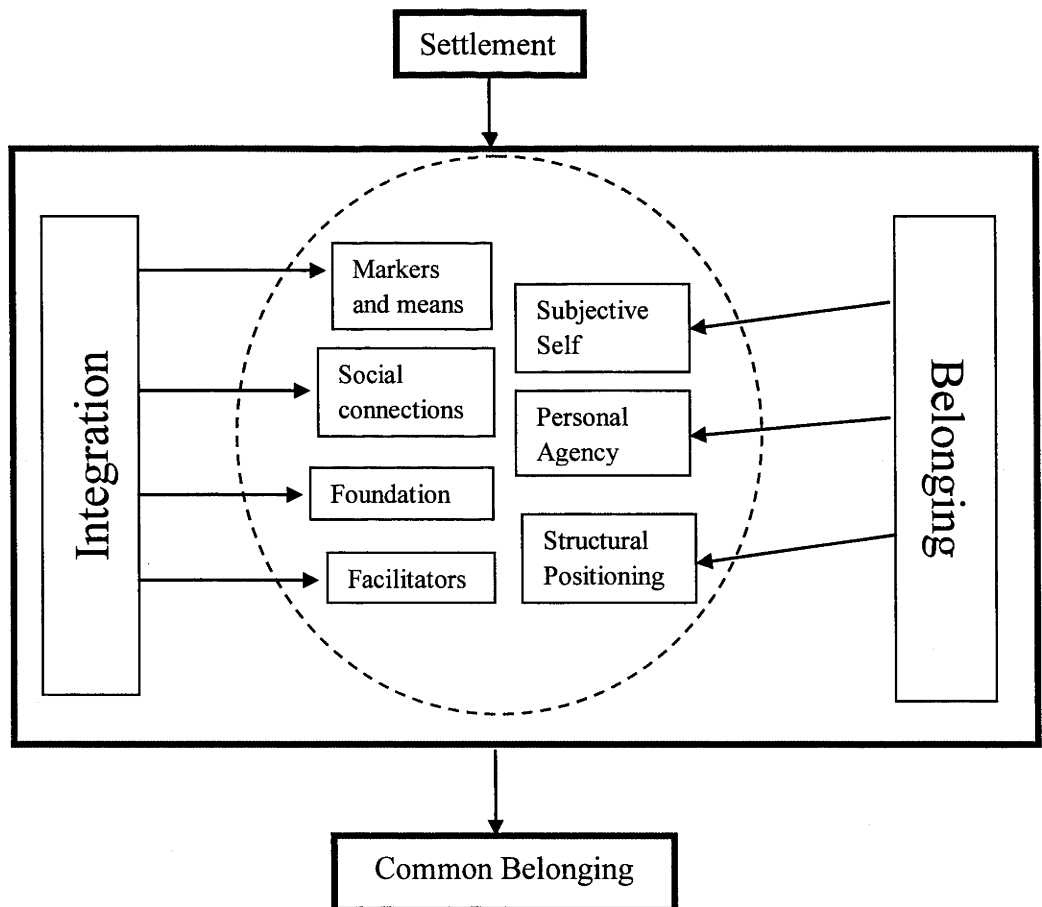 Settlement
Integration
Markers
and means
Social
connections
Foundation
Facilitators
Subjective
Self
Personal
Agency
Structural
Positioning
Belonging
Common Belonging